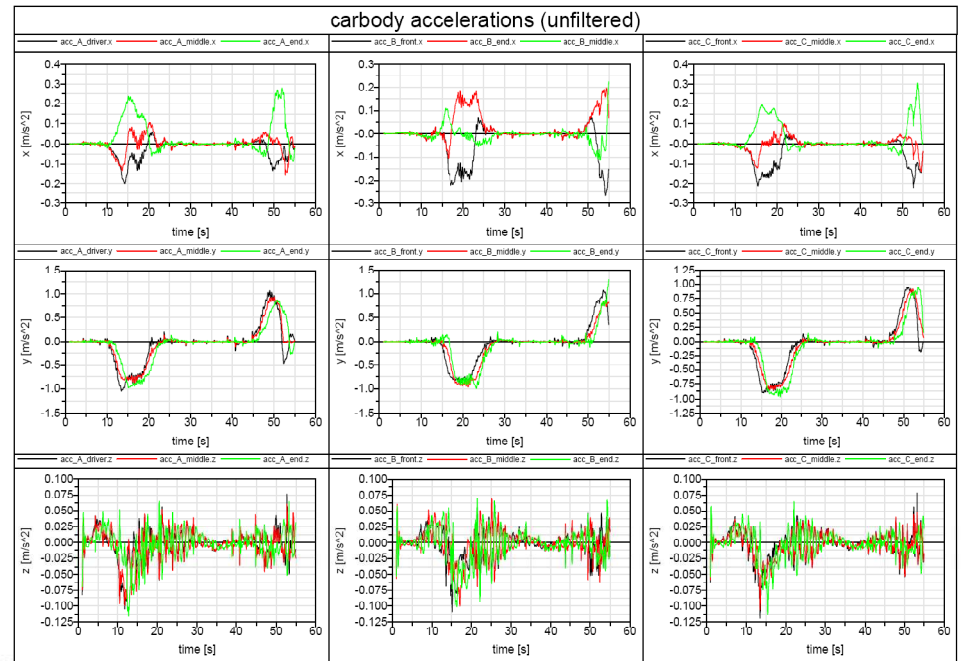 carbody accelerations (unfiltered)
acc_A_driver.x acc_A_middle.x acc_A_end.x
0.4
0.3
0.2
0.1
-0.0
-0.1
-0.2
-0.3
x [m/s^2]
0 10 20 30 40 50 60
time [s]
acc_B_front.x acc_B_end.x acc_B_middle.x
0.3
0.2
0.1
-0.0
-0.1
-0.2
-0.3
x [m/s^2]
0 10 20 30 40 50 60
time [s]
acc_C_front.x acc_C_middle.x acc_C_end.x
0.4
0.3
0.2
0.1
-0.0
-0.1
-0.2
-0.3
x [m/s^2]
0 10 20 30 40 50 60
time [s]
acc_A_driver.y acc_A_middle.y acc_A_end.y
1.5
1.0
0.5
0.0
-0.5
-1.0
-1.5
y [m/s^2]
0 10 20 30 40 50 60
time [s]
acc_B_front.y acc_B_middle.y acc_B_end.y
1.5
1.0
0.5
0.0
-0.5
-1.0
-1.5
y [m/s^2]
0 10 20 30 40 50 60
time [s]
acc_C_front.y acc_C_middle.y acc_C_end.y
1.25
1.00
0.75
0.50
0.25
0.00
-0.25
-0.50
-0.75
-1.00
-1.25
y [m/s^2]
0 10 20 30 40 50 60
time [s]
acc_A_driver.z acc_A_middle.z acc_A_end.z
0.100
0.075
0.050
0.025
0.000
-0.025
-0.050
-0.075
-0.100
-0.125
z [m/s^2]
0 10 20 30 40 50 60
time [s]
acc_B_front.z acc_B_middle.z acc_B_end.z
0.100
0.075
0.050
0.025
0.000
-0.025
-0.050
-0.075
-0.100
-0.125
z [m/s^2]
0 10 20 30 40 50 60
time [s]
acc_C_front.z acc_C_middle.z acc_C_end.z
0.100
0.075
0.050
0.025
0.000
-0.025
-0.050
-0.075
-0.100
-0.125
z [m/s^2]
0 10 20 30 40 50 60
time [s]